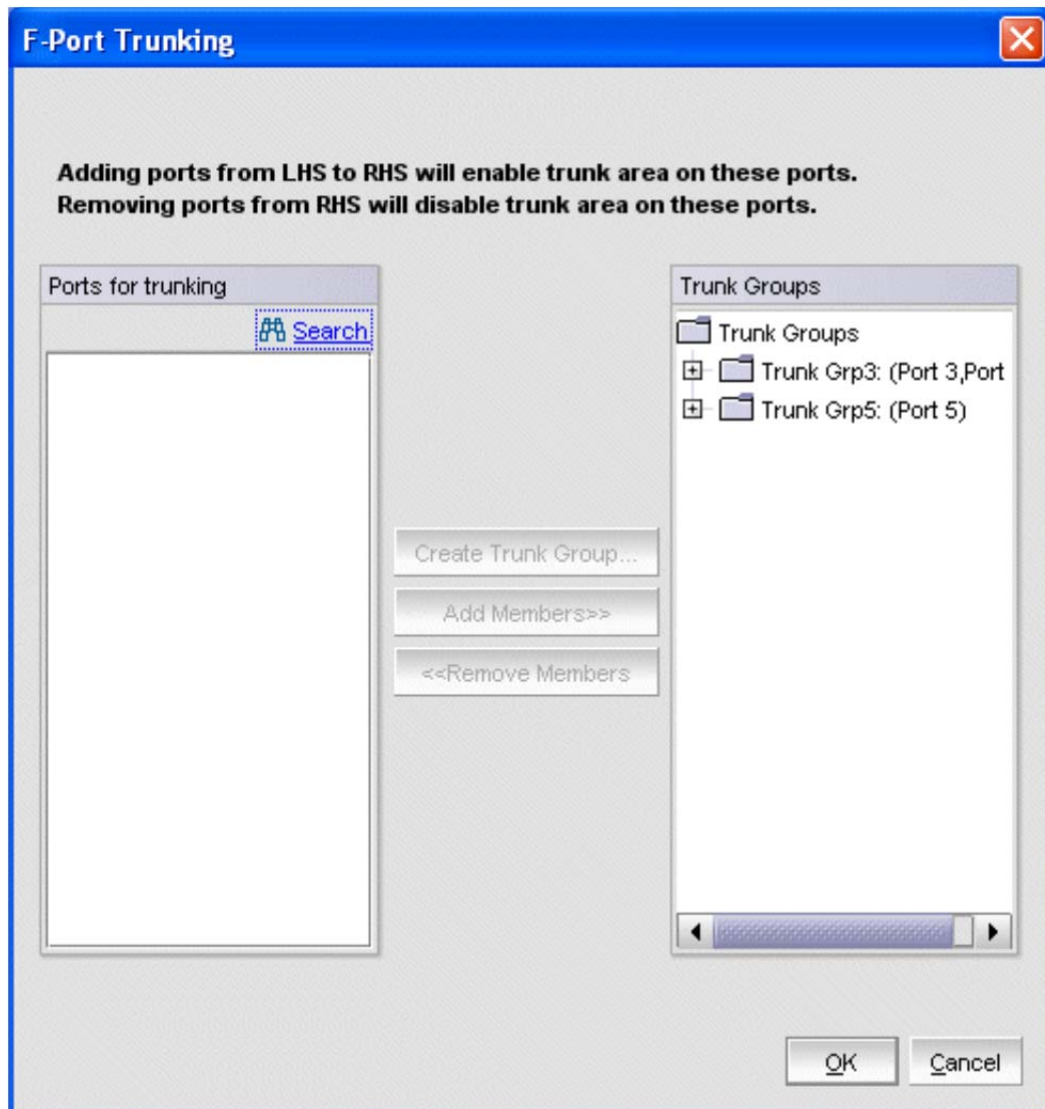 F-Port Trunking
Adding ports from LHS to RHS will enable trunk area on these ports.
Removing ports from RHS will disable trunk area on these ports.
Ports for trunking
Search
Create Trunk Group...
Add Members>>
<<Remove Members
Trunk Groups
Trunk Groups
Trunk Grp3: (Port 3,Port
Trunk Grp5: (Port 5)
OK
Cancel